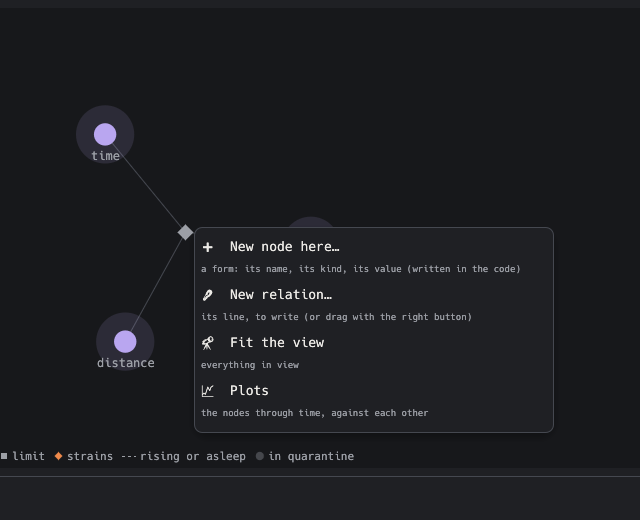 time
New node here…
a form: its name, its kind, its value (written in the code)
New relation…
its line, to write (or drag with the right button)
Fit the view
everything in view
distance
Plots
the nodes through time, against each other
limit strains rising or asleep in quarantine